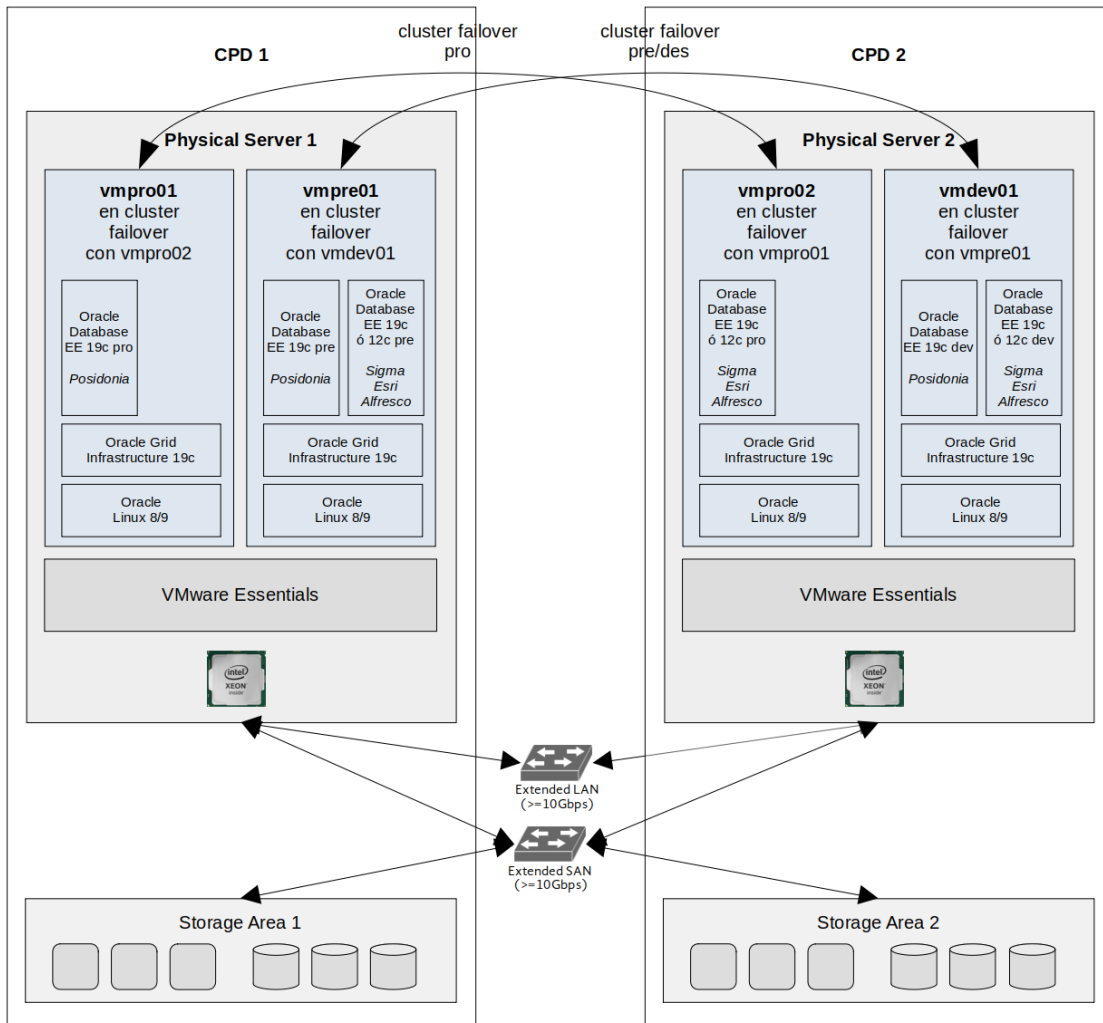 cluster failover
pro
cluster failover
pre/des
CPD 1
CPD 2
Physical Server 1
vmpro01
en cluster
failover
con vmpro02
Oracle
Database
EE 19c pro
Posidonia
Oracle Grid
Infrastructure 19c
Oracle
Linux 8/9
vmpre01
en cluster
failover
con vmdev01
Oracle
Database
EE 19c pre
Posidonia
Oracle
Database
EE 19c
ó 12c pre
Sigma
Esri
Alfresco
Oracle Grid
Infrastructure 19c
Oracle
Linux 8/9
VMware Essentials
intel
XEON
inside
Physical Server 2
vmpro02
en cluster
failover
con vmpro01
Oracle
Database
EE 19c
ó 12c pro
Sigma
Esri
Alfresco
Oracle Grid
Infrastructure 19c
Oracle
Linux 8/9
vmdev01
en cluster
failover
con vmpre01
Oracle
Database
EE 19c dev
Posidonia
Oracle
Database
EE 19c
ó 12c dev
Sigma
Esri
Alfresco
Oracle Grid
Infrastructure 19c
Oracle
Linux 8/9
VMware Essentials
intel
XEON
inside
Extended LAN
(>=10Gbps)
Extended SAN
(>=10Gbps)
Storage Area 1
Storage Area 2